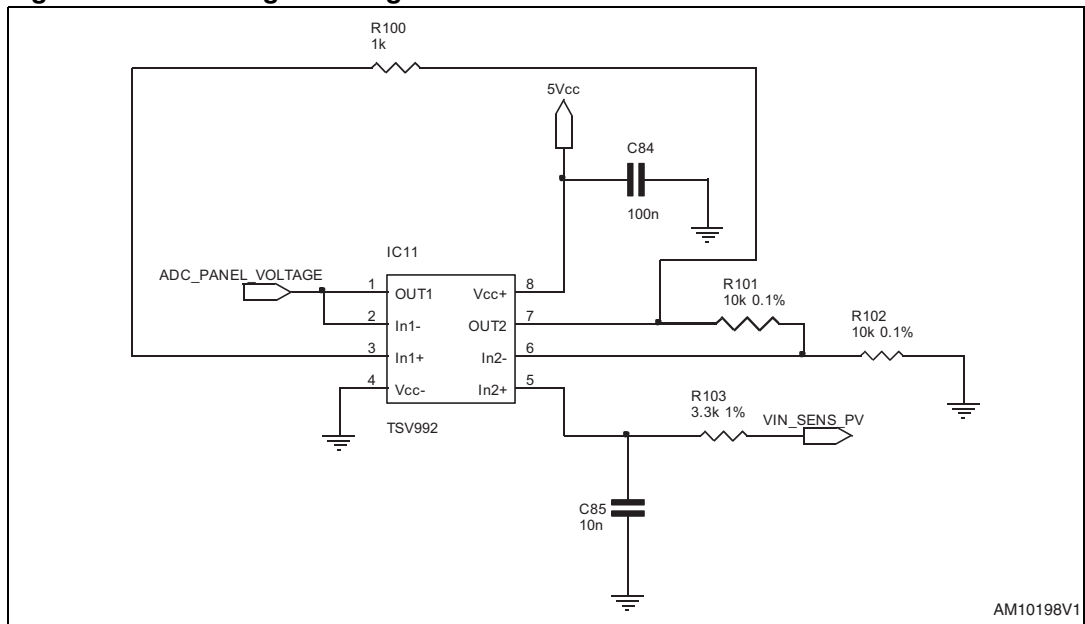 R100
1k
5Vcc
C84
100n
IC11
ADC_PANEL_VOLTAGE
1
OUT1
Vcc+
8
2
In1-
OUT2
7
3
In1+
In2-
6
4
Vcc-
In2+
5
TSV992
R101
10k 0.1%
R102
10k 0.1%
R103
3.3k 1%
VIN_SENS_PV
C85
10n
AM10198V1